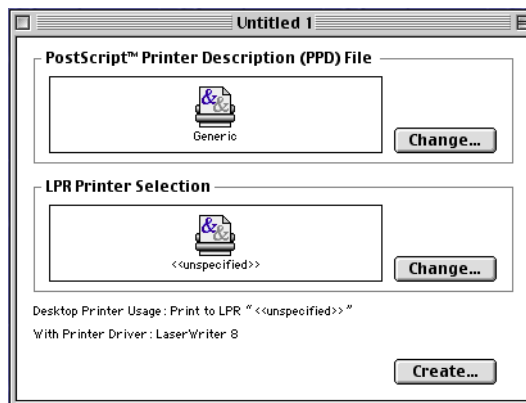 Untitled 1
PostScript™ Printer Description (PPD) File
Generic
Change...
LPR Printer Selection
<<unspecified>>
Change...
Desktop Printer Usage: Print to LPR “<<unspecified>>”
With Printer Driver: LaserWriter 8
Create...